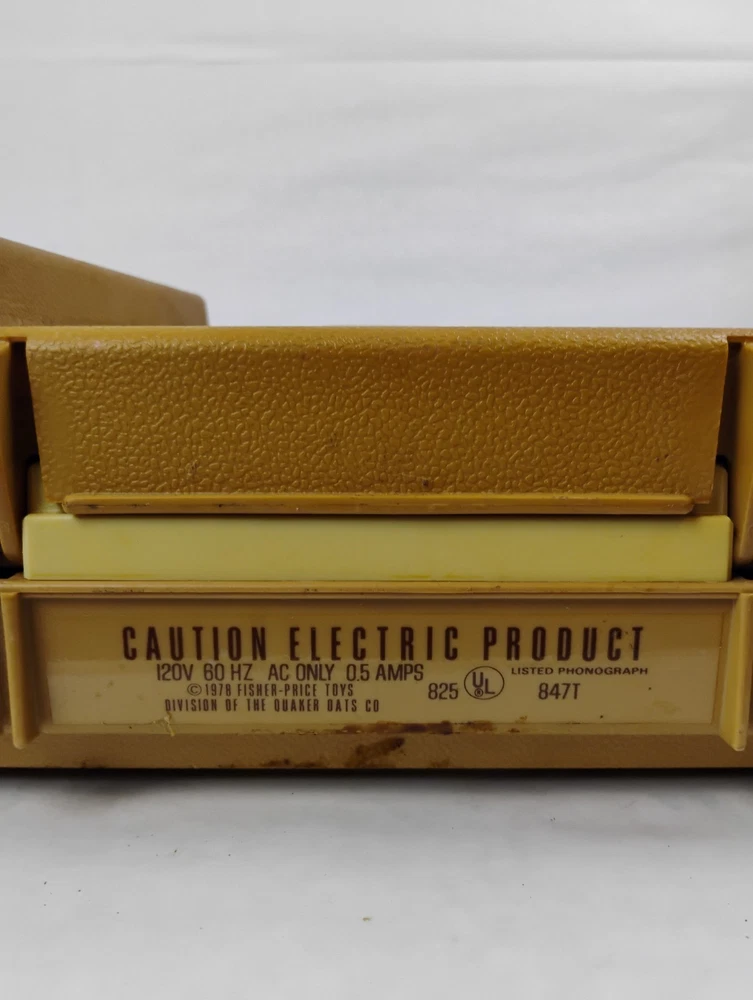 CAUTION ELECTRIC PRODUCT
120V 60 HZ AC ONLY 0.5 AMPS
© 1978 FISHER-PRICE TOYS
DIVISION OF THE QUAKER OATS CO
825 UL LISTED PHONOGRAPH
847T